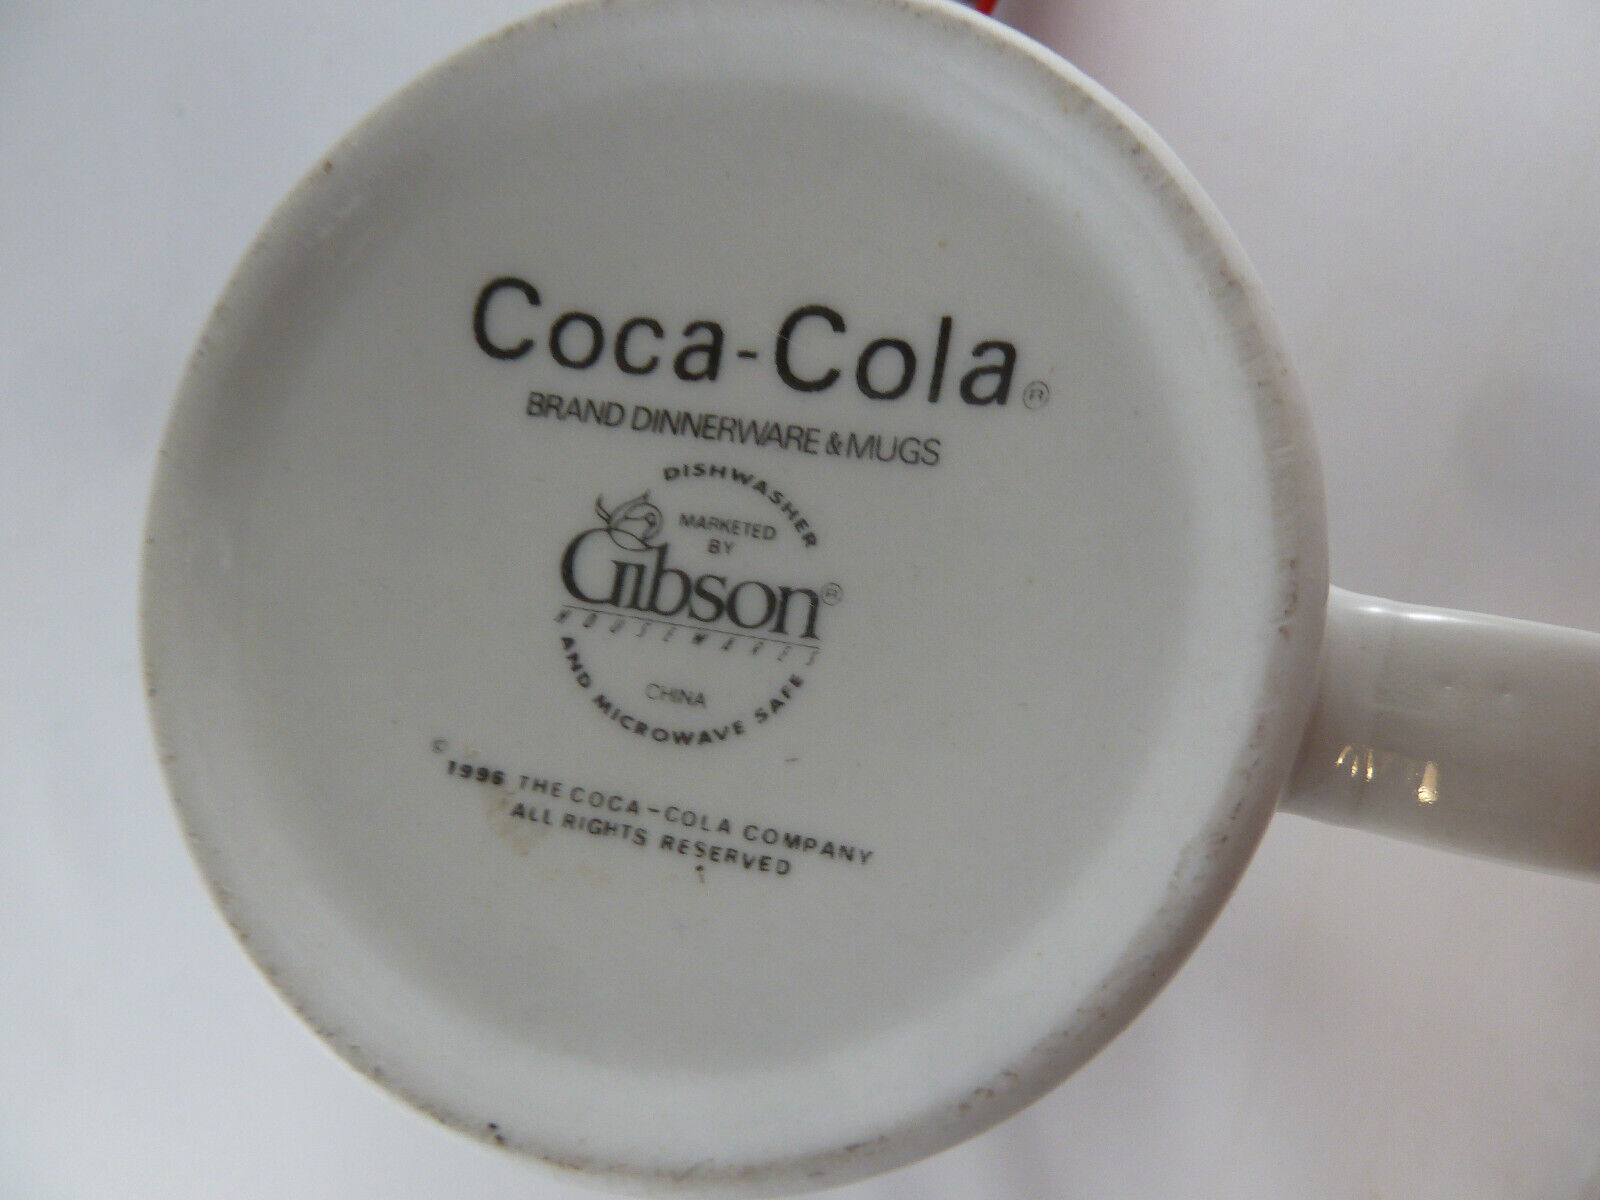 Coca-Cola®
BRAND DINNERWARE & MUGS
DISHWASHER
MARKETED
BY
Gibson®
HOUSEWARES
CHINA
AND MICROWAVE SAFE
© 1996 THE COCA-COLA COMPANY
ALL RIGHTS RESERVED